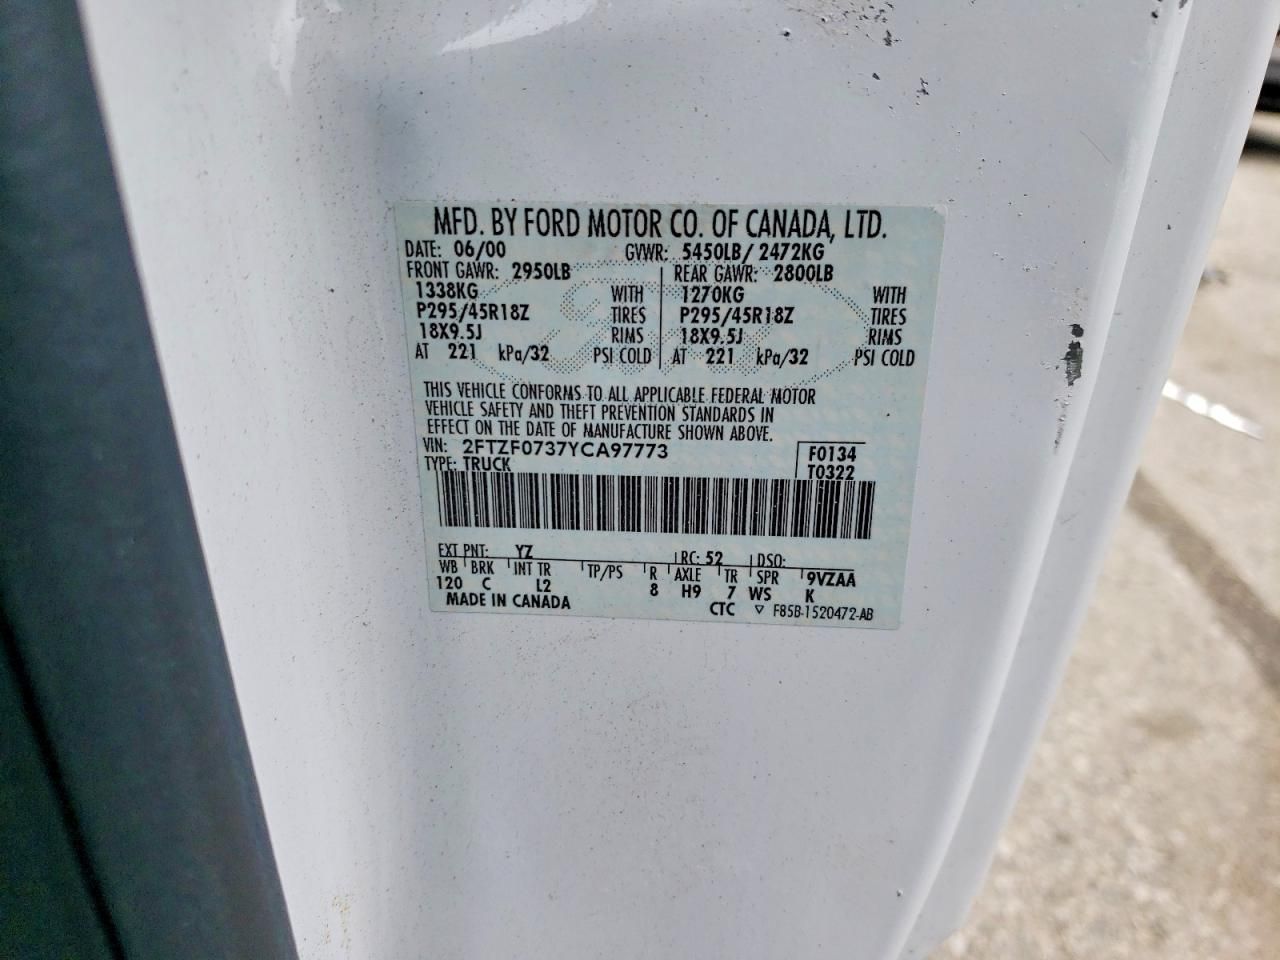 MFD. BY FORD MOTOR CO. OF CANADA, LTD.
DATE: 06/00 GVWR: 5450LB/ 2472KG
FRONT GAWR: 2950LB REAR GAWR: 2800LB
1338KG WITH 1270KG WITH
P295/45R18Z TIRES P295/45R18Z TIRES
18X9.5J RIMS 18X9.5J RIMS
AT 221 kPa/32 PSI COLD AT 221 kPa/32 PSI COLD
THIS VEHICLE CONFORMS TO ALL APPLICABLE FEDERAL MOTOR
VEHICLE SAFETY AND THEFT PREVENTION STANDARDS IN
EFFECT ON THE DATE OF MANUFACTURE SHOWN ABOVE.
VIN: 2FTZF0737YCA97773 F0134
TYPE: TRUCK T0322
EXT PNT: YZ RC: 52 DSO:
WB BRK INT TR TP/PS R AXLE TR SPR 9VZAA
120 C L2 8 H9 7 WS K
MADE IN CANADA CTC ▽ F85B-1520472-AB